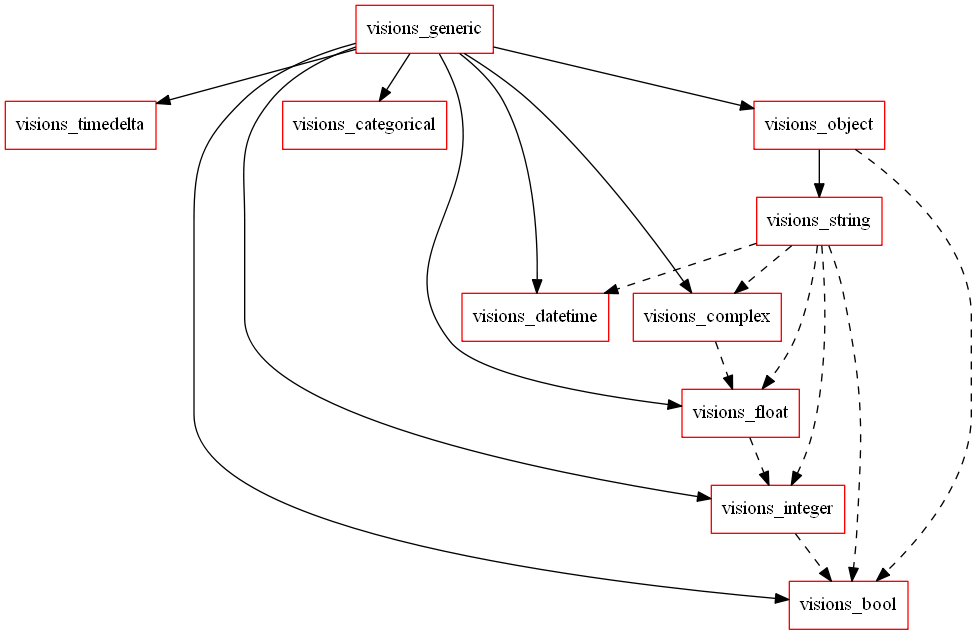 visions_generic
visions_timedelta
visions_categorical
visions_object
visions_string
visions_datetime
visions_complex
visions_float
visions_integer
visions_bool